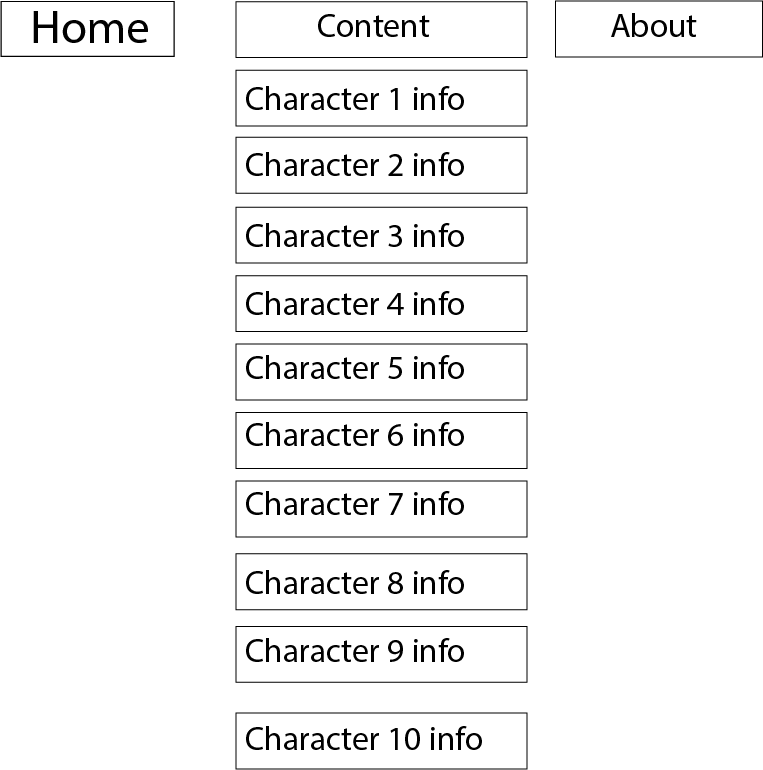 Home
Content
About
Character 1 info
Character 2 info
Character 3 info
Character 4 info
Character 5 info
Character 6 info
Character 7 info
Character 8 info
Character 9 info
Character 10 info